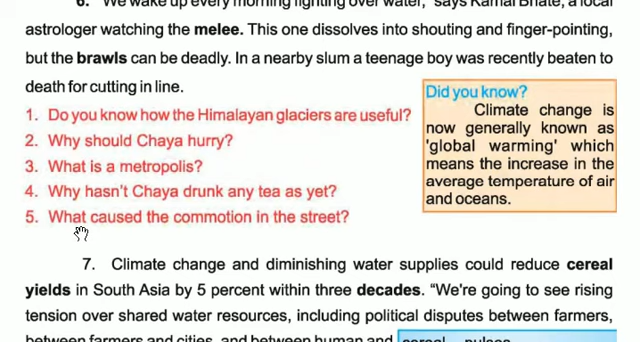 6. "We wake up every morning fighting over water," says Kamal Bhate, a local
astrologer watching the melee. This one dissolves into shouting and finger-pointing,
but the brawls can be deadly. In a nearby slum a teenage boy was recently beaten to
death for cutting in line.
1. Do you know how the Himalayan glaciers are useful?
2. Why should Chaya hurry?
3. What is a metropolis?
4. Why hasn't Chaya drunk any tea as yet?
5. What caused the commotion in the street?
Did you know?
Climate change is
now generally known as
'global warming' which
means the increase in the
average temperature of air
and oceans.
7. Climate change and diminishing water supplies could reduce cereal
yields in South Asia by 5 percent within three decades. “We're going to see rising
tension over shared water resources, including political disputes between farmers,
between farmers and cities, and between human and
cereal pulses